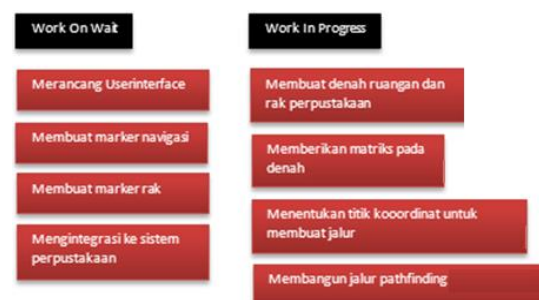 Work On Wait
Merancang Userinterface
Membuat marker navigasi
Membuat marker rak
Mengintegrasi ke sistem
perpustakaan
Work In Progress
Membuat denah ruangan dan
rak perpustakaan
Memberikan matriks pada
denah
Menentukan titik kooordinat untuk
membuat jalur
Membangun jalur pathfinding